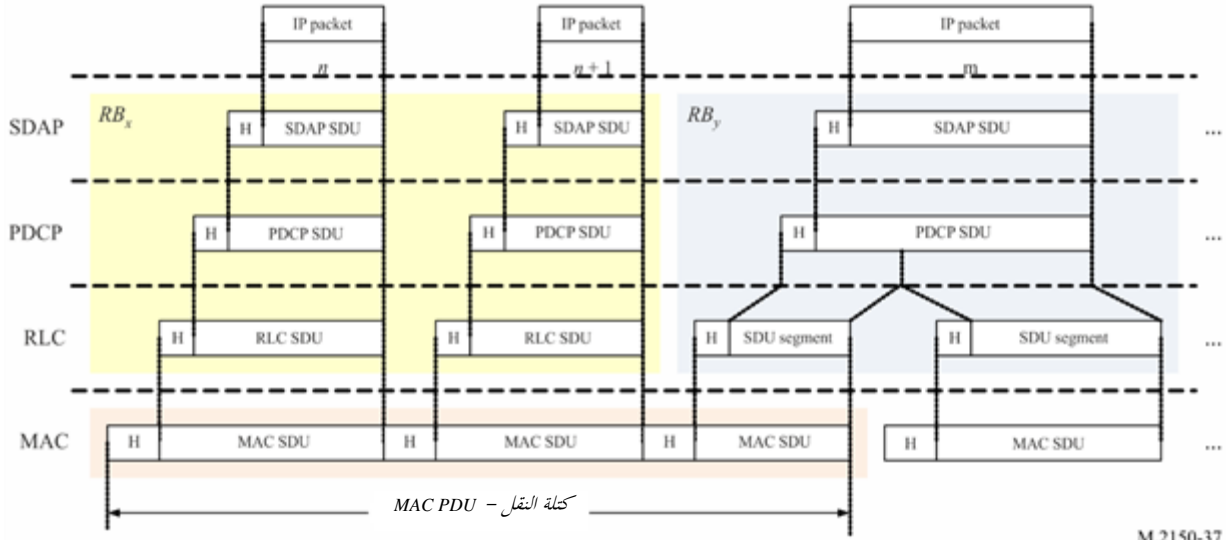 IP packet IP packet IP packet
n n + 1 m
RBx RBy
SDAP H SDAP SDU H SDAP SDU H SDAP SDU ...
PDCP H PDCP SDU H PDCP SDU H PDCP SDU ...
RLC H RLC SDU H RLC SDU H SDU segment H SDU segment ...
MAC H MAC SDU H MAC SDU H MAC SDU H MAC SDU ...
MAC PDU – كتلة النقل
M.2150-37